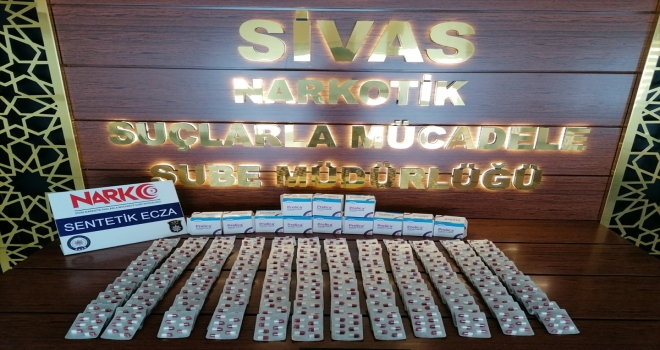 SİVAS
NARKOTİK
SUÇLARLA MÜCADELE
ŞUBE MÜDÜRLÜĞÜ
NARKO
SENTETİK ECZA